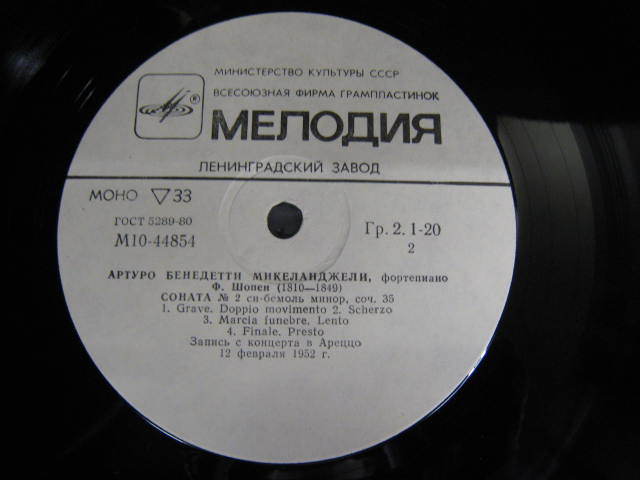 МИНИСТЕРСТВО КУЛЬТУРЫ СССР
ВСЕСОЮЗНАЯ ФИРМА ГРАМПЛАСТИНОК
®
МЕЛОДИЯ
ЛЕНИНГРАДСКИЙ ЗАВОД
МОНО ▽ 33
ГОСТ 5289-80
М10-44854
Гр. 2. 1-20
2
АРТУРО БЕНЕДЕТТИ МИКЕЛАНДЖЕЛИ, фортепиано
Ф. Шопен (1810—1849)
СОНАТА № 2 си-бемоль минор, соч. 35
1. Grave. Doppio movimento 2. Scherzo
3. Marcia funebre. Lento
4. Finale. Presto
Запись с концерта в Ареццо
12 февраля 1952 г.